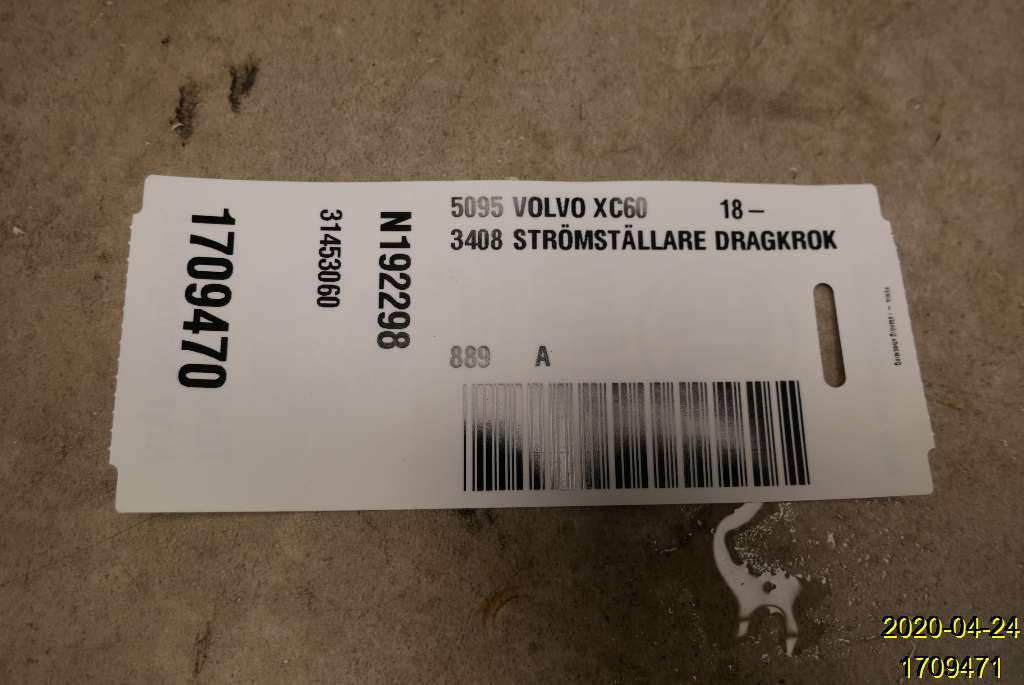 5095 VOLVO XC60 18–
3408 STRÖMSTÄLLARE DRAGKROK
889 A
N192298
31453060
1709470
2020-04-24
1709471